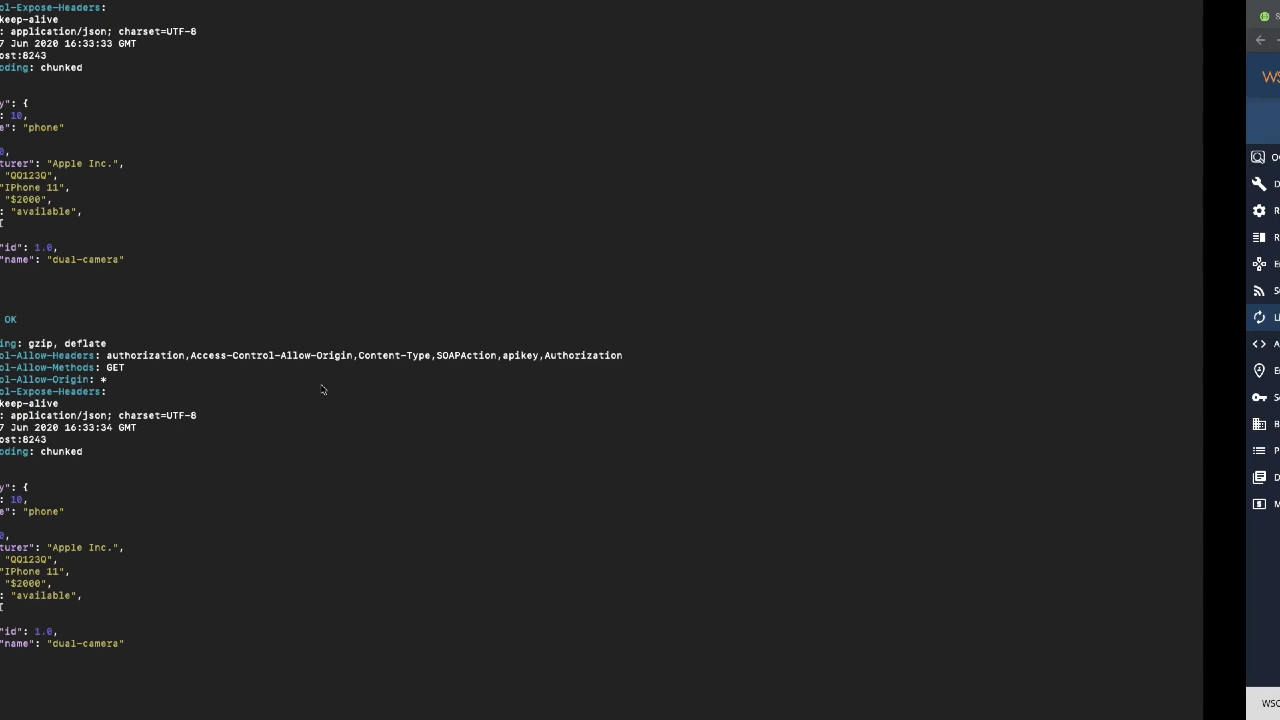 ol-Expose-Headers:
keep-alive
: application/json; charset=UTF-8
7 Jun 2020 16:33:33 GMT
ost:8243
oding: chunked
y": {
: 10,
e": "phone"
0,
turer": "Apple Inc.",
"QQ123Q",
"IPhone 11",
"$2000",
: "available",
[
"id": 1.0,
"name": "dual-camera"
OK
ing: gzip, deflate
ol-Allow-Headers: authorization,Access-Control-Allow-Origin,Content-Type,SOAPAction,apikey,Authorization
ol-Allow-Methods: GET
ol-Allow-Origin: *
ol-Expose-Headers:
keep-alive
: application/json; charset=UTF-8
7 Jun 2020 16:33:34 GMT
ost:8243
oding: chunked
y": {
: 10,
e": "phone"
0,
turer": "Apple Inc.",
"QQ123Q",
"IPhone 11",
"$2000",
: "available",
[
"id": 1.0,
"name": "dual-camera"
S
WS
O
D
R
R
E
S
Li
A
E
S
B
P
D
M
WSO